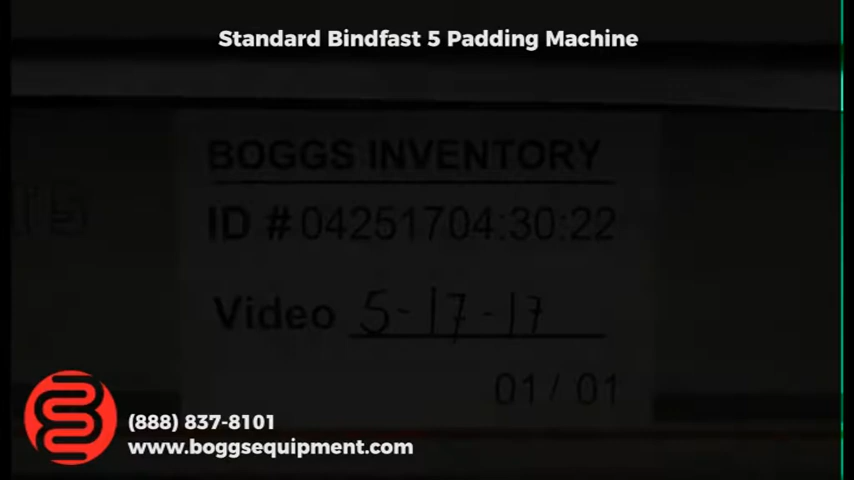 Standard Bindfast 5 Padding Machine
BOGGS INVENTORY
ID # 04251704:30:22
Video 5-17-17
01 / 01
(888) 837-8101
www.boggsequipment.com